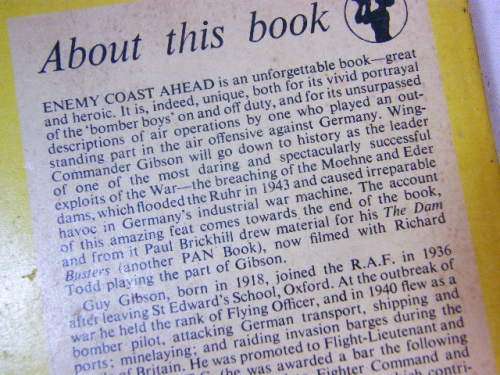 About this book
ENEMY COAST AHEAD is an unforgettable book—great
and heroic. It is, indeed, unique, both for its vivid portrayal
of the 'bomber boys' on and off duty, and for its unsurpassed
descriptions of air operations by one who played an out-
standing part in the air offensive against Germany. Wing-
Commander Gibson will go down to history as the leader
of one of the most daring and spectacularly successful
exploits of the War—the breaching of the Moehne and Eder
dams, which flooded the Ruhr in 1943 and caused irreparable
havoc in Germany's industrial war machine. The account
of this amazing feat comes towards the end of the book,
and from it Paul Brickhill drew material for his The Dam
Busters (another PAN Book), now filmed with Richard
Todd playing the part of Gibson.
Guy Gibson, born in 1918, joined the R.A.F. in 1936
after leaving St Edward's School, Oxford. At the outbreak of
war he held the rank of Flying Officer, and in 1940 flew as a
bomber pilot, attacking German transport, shipping and
ports; minelaying; and raiding invasion barges during the
of Britain. He was promoted to Flight-Lieutenant and
was awarded a bar the following
Fighter Command and
contri-